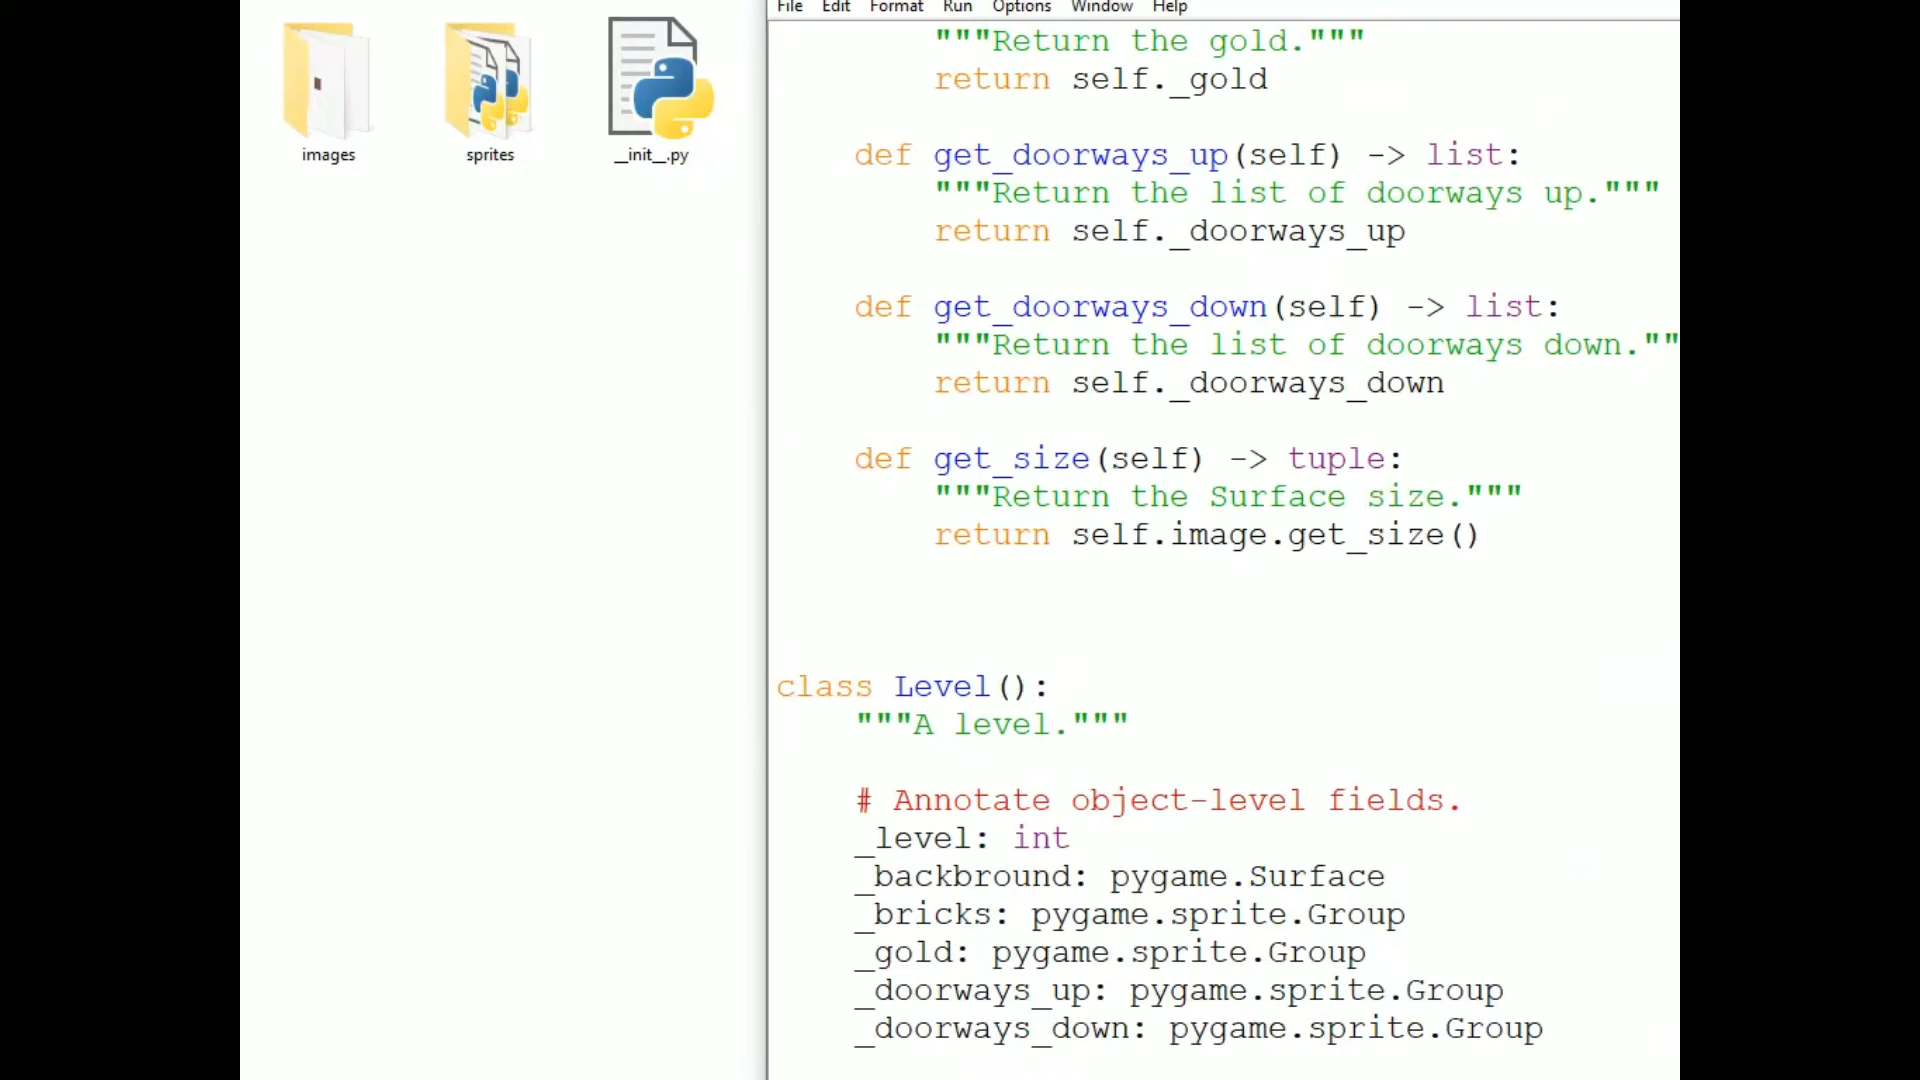 images
sprites
__init__.py
File Edit Format Run Options Window Help
"""Return the gold."""
return self._gold
def get_doorways_up(self) -> list:
"""Return the list of doorways up."""
return self._doorways_up
def get_doorways_down(self) -> list:
"""Return the list of doorways down.""
return self._doorways_down
def get_size(self) -> tuple:
"""Return the Surface size."""
return self.image.get_size()
class Level():
"""A level."""
# Annotate object-level fields.
_level: int
_backbround: pygame.Surface
_bricks: pygame.sprite.Group
_gold: pygame.sprite.Group
_doorways_up: pygame.sprite.Group
_doorways_down: pygame.sprite.Group